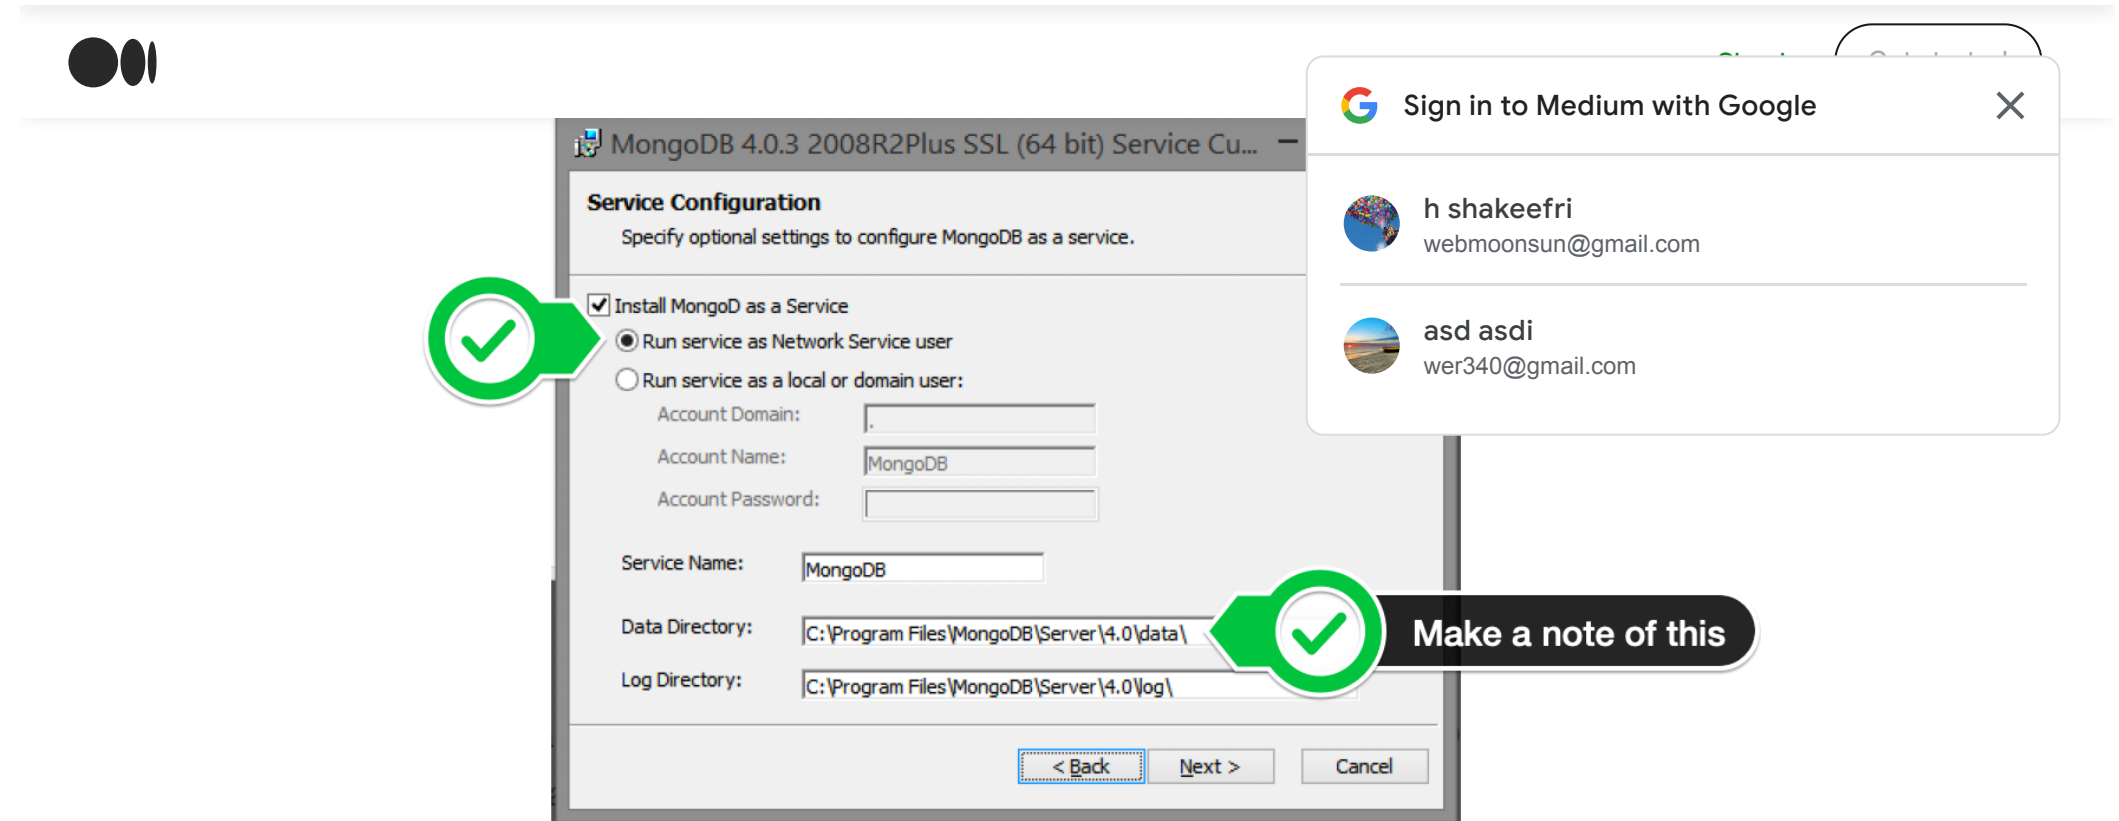 Sign in to Medium with Google
h shakeefri
webmoonsun@gmail.com
asd asdi
wer340@gmail.com
MongoDB 4.0.3 2008R2Plus SSL (64 bit) Service Cu...
Service Configuration
Specify optional settings to configure MongoDB as a service.
Install MongoD as a Service
Run service as Network Service user
Run service as a local or domain user:
Account Domain: .
Account Name: MongoDB
Account Password:
Service Name: MongoDB
Data Directory: C:\Program Files\MongoDB\Server\4.0\data\
Make a note of this
Log Directory: C:\Program Files\MongoDB\Server\4.0\log\
< Back Next > Cancel